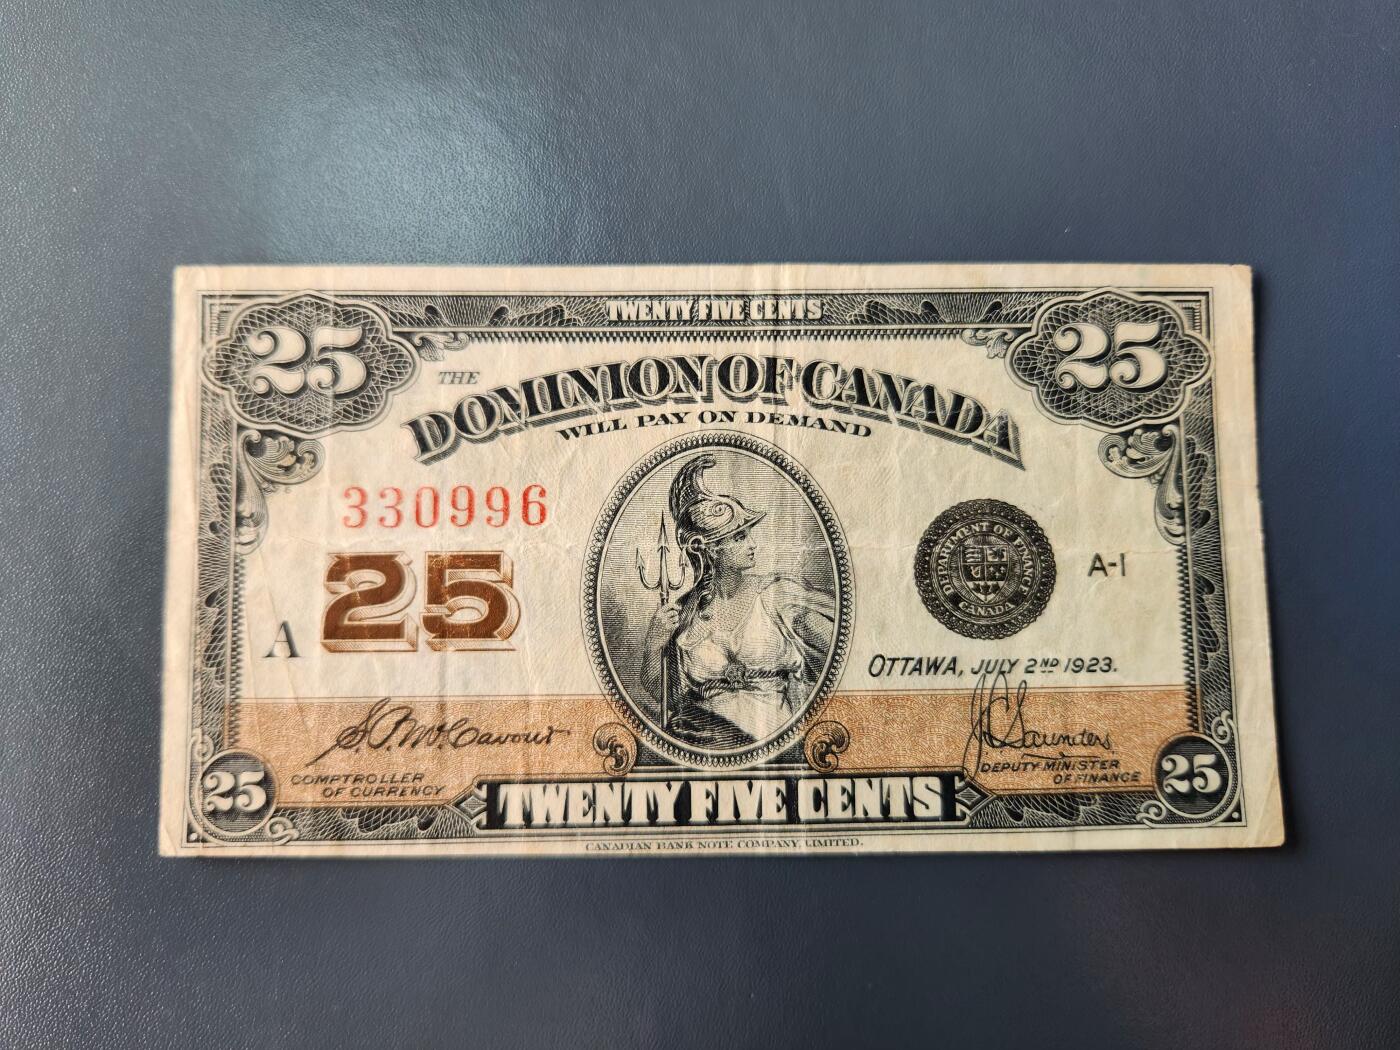 TWENTY FIVE CENTS
25
25
THE
DOMINION OF CANADA
WILL PAY ON DEMAND
330996
25
A
DEPARTMENT OF FINANCE
CANADA
A-1
OTTAWA, JULY 2ND 1923.
J.C. Saunders
DEPUTY MINISTER
OF FINANCE
COMPTROLLER
OF CURRENCY
25
25
TWENTY FIVE CENTS
CANADIAN BANK NOTE COMPANY, LIMITED.